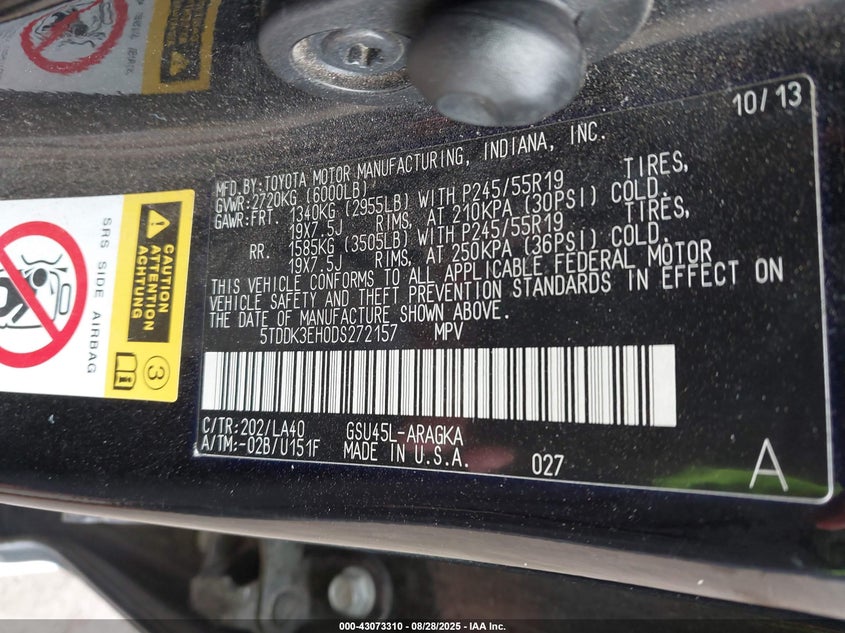 10/13
MFD.BY:TOYOTA MOTOR MANUFACTURING, INDIANA, INC.
GVWR:2720KG (6000LB)
GAWR:FRT. 1340KG (2955LB) WITH P245/55R19 TIRES,
19X7.5J RIMS, AT 210KPA (30PSI) COLD.
RR. 1585KG (3505LB) WITH P245/55R19 TIRES,
19X7.5J RIMS, AT 250KPA (36PSI) COLD.
THIS VEHICLE CONFORMS TO ALL APPLICABLE FEDERAL MOTOR
VEHICLE SAFETY AND THEFT PREVENTION STANDARDS IN EFFECT ON
THE DATE OF MANUFACTURE SHOWN ABOVE.
5TDDK3EH0DS272157 MPV
C/TR:202/LA40 GSU45L-ARAGKA
A/TM:-02B/U151F MADE IN U.S.A.
027
A
SRS SIDE AIRBAG
CAUTION
ATTENTION
ACHTUNG
3
000-43073310 - 08/28/2025 - IAA Inc.